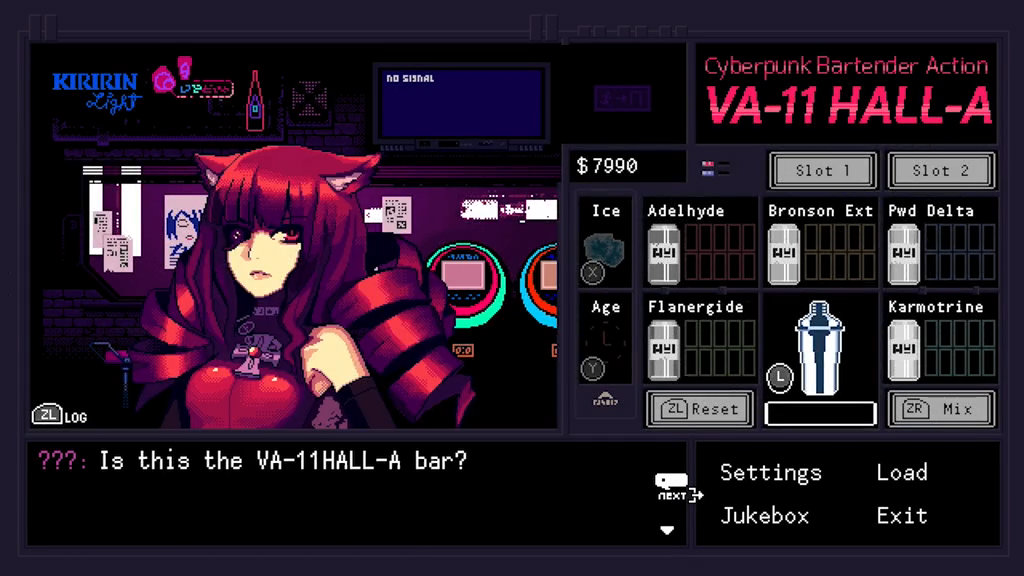 KIRIRIN
Light
NO SIGNAL
Cyberpunk Bartender Action
VA-11 HALL-A
$7990
Slot 1
Slot 2
Ice
Adelhyde
Bronson Ext
Pwd Delta
X
Age
Flanergide
Karmotrine
Y
L
ZL Reset
ZR Mix
ZL LOG
???: Is this the VA-11HALL-A bar?
NEXT
Settings
Load
Jukebox
Exit